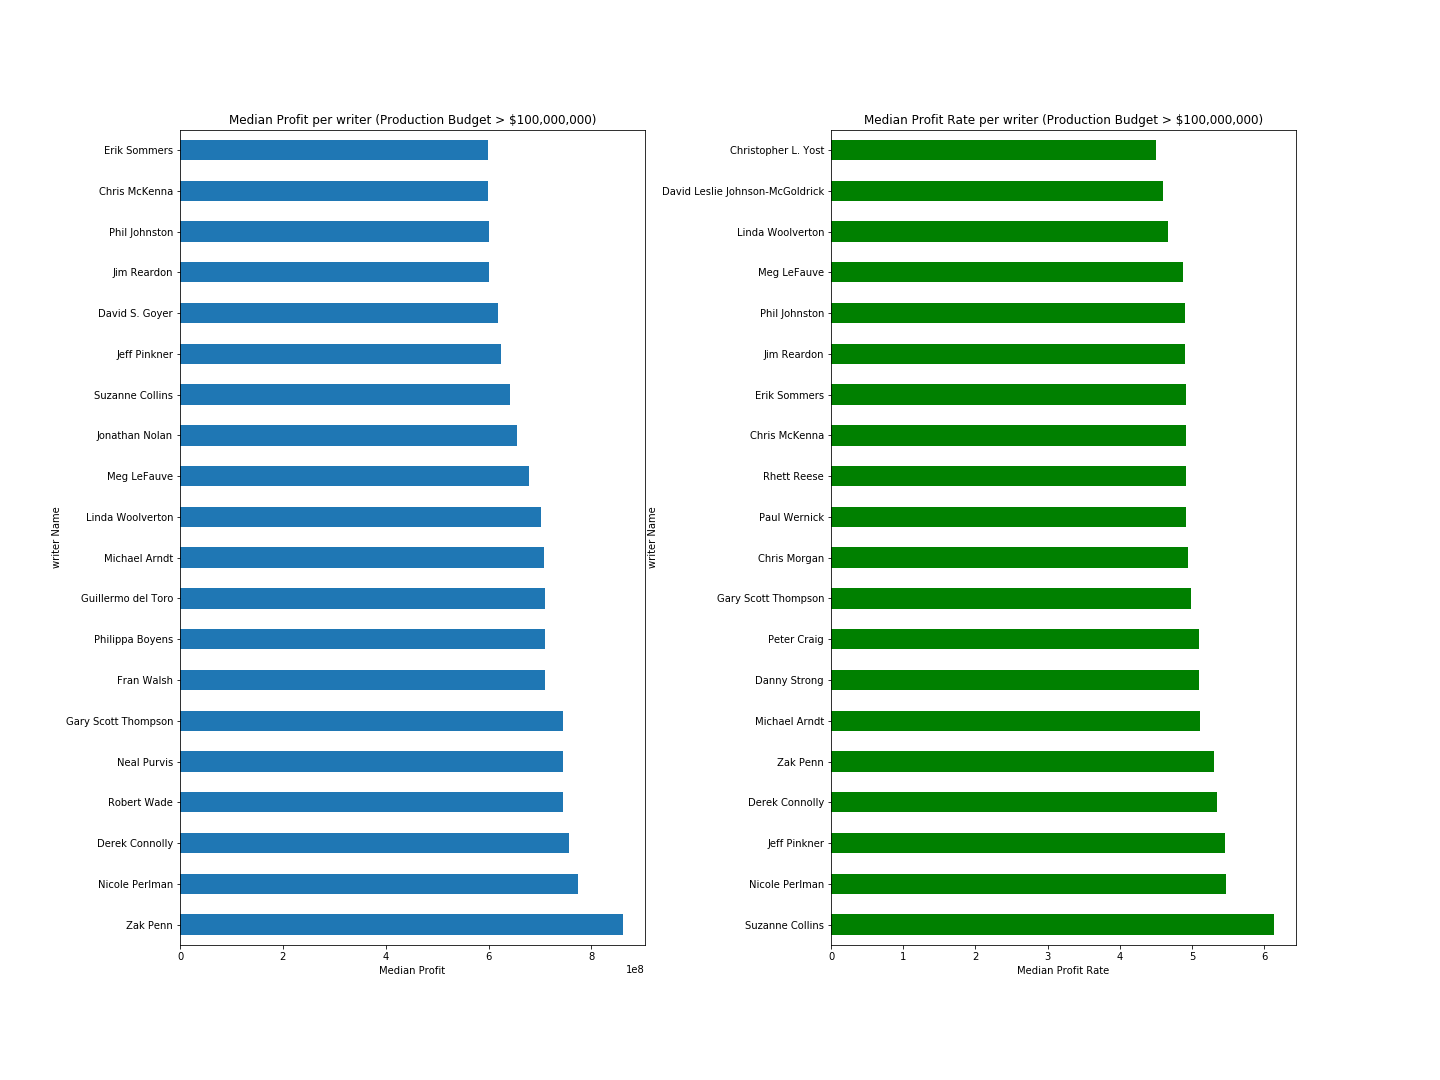 Median Profit per writer (Production Budget > $100,000,000)
writer Name
Erik Sommers
Chris McKenna
Phil Johnston
Jim Reardon
David S. Goyer
Jeff Pinkner
Suzanne Collins
Jonathan Nolan
Meg LeFauve
Linda Woolverton
Michael Arndt
Guillermo del Toro
Philippa Boyens
Fran Walsh
Gary Scott Thompson
Neal Purvis
Robert Wade
Derek Connolly
Nicole Perlman
Zak Penn
0 2 4 6 8
1e8
Median Profit
Median Profit Rate per writer (Production Budget > $100,000,000)
writer Name
Christopher L. Yost
David Leslie Johnson-McGoldrick
Linda Woolverton
Meg LeFauve
Phil Johnston
Jim Reardon
Erik Sommers
Chris McKenna
Rhett Reese
Paul Wernick
Chris Morgan
Gary Scott Thompson
Peter Craig
Danny Strong
Michael Arndt
Zak Penn
Derek Connolly
Jeff Pinkner
Nicole Perlman
Suzanne Collins
0 1 2 3 4 5 6
Median Profit Rate